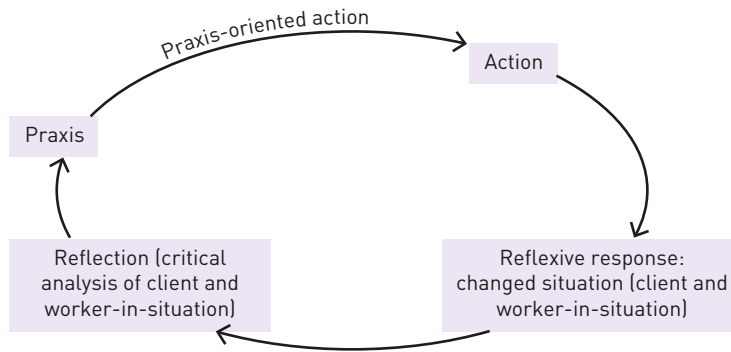 Praxis-oriented action
Action
Praxis
Reflection (critical
analysis of client and
worker-in-situation)
Reflexive response:
changed situation (client and
worker-in-situation)